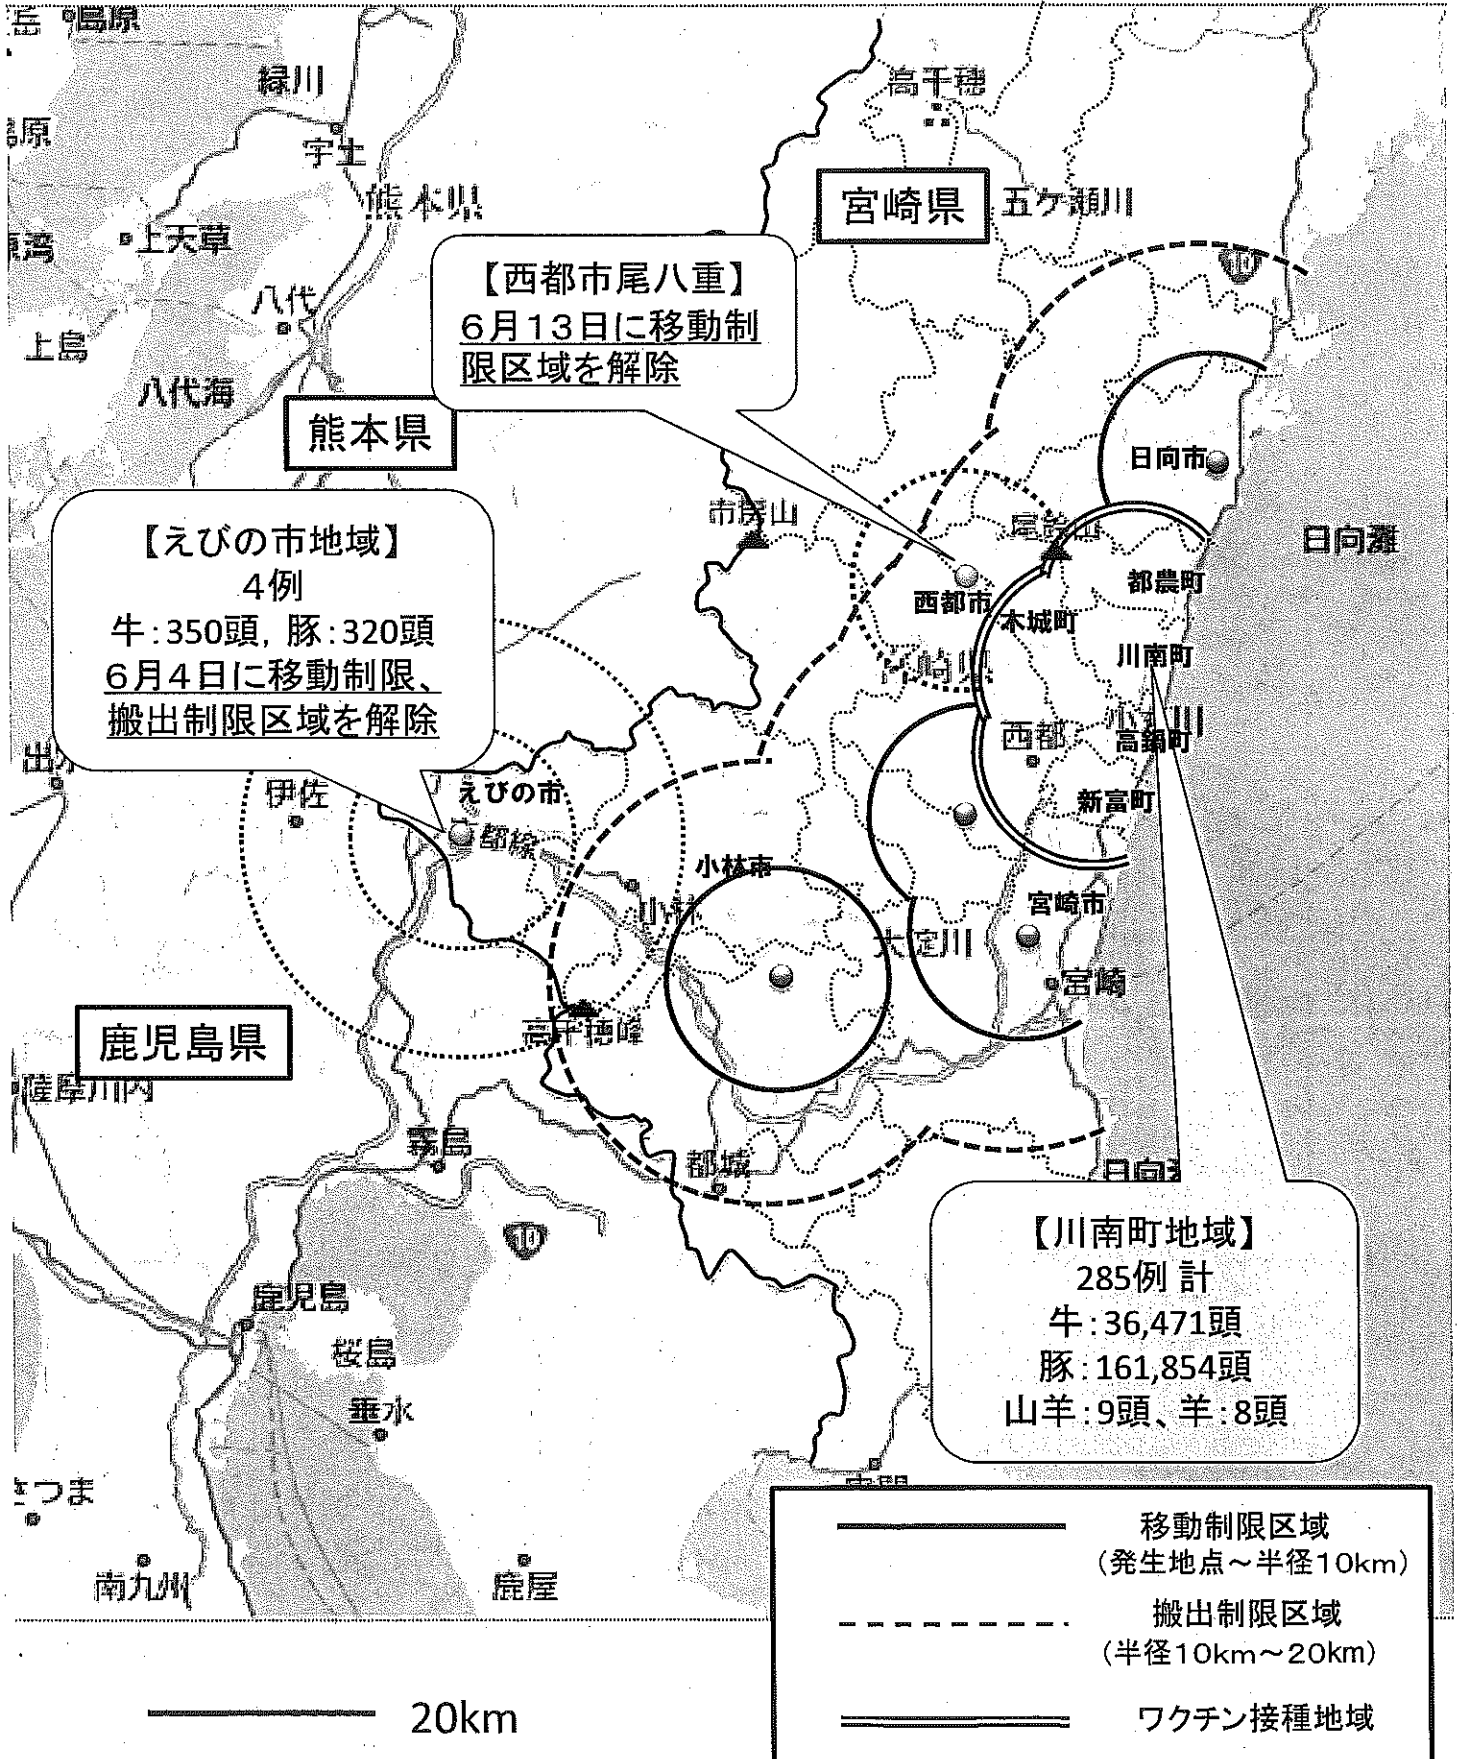 島原
緑川
高千穂
宇土
熊本県
宮崎県
五ケ瀬川
上天草
【西都市尾八重】
6月13日に移動制
限区域を解除
10
八代
上島
八代海
熊本県
日向市
市房山
尾鈴山
日向灘
【えびの市地域】
4例
牛:350頭, 豚:320頭
6月4日に移動制限、
搬出制限区域を解除
都農町
西都市
木城町
川南町
宮崎県
西都
高鍋町
伊佐
えびの市
新富町
小林市
小林
宮崎市
大淀川
宮崎
高千穂峰
鹿児島県
薩摩川内
霧島
都城
10
【川南町地域】
285例 計
牛:36,471頭
豚:161,854頭
山羊:9頭、羊:8頭
鹿児島
桜島
垂水
南九州
鹿屋
移動制限区域
(発生地点~半径10km)
搬出制限区域
(半径10km~20km)
20km
ワクチン接種地域